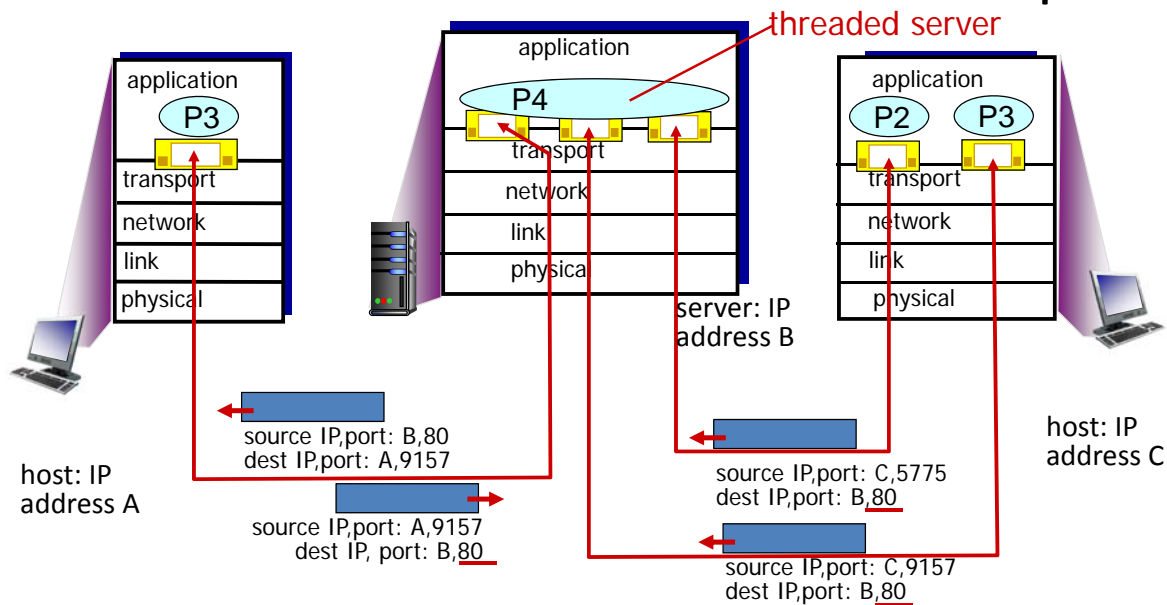 threaded server
application
P3
transport
network
link
physical
application
P4
transport
network
link
physical
application
P2
P3
transport
network
link
physical
server: IP
address B
host: IP
address A
host: IP
address C
source IP,port: B,80
dest IP,port: A,9157
source IP,port: A,9157
dest IP, port: B,80
source IP,port: C,5775
dest IP,port: B,80
source IP,port: C,9157
dest IP,port: B,80